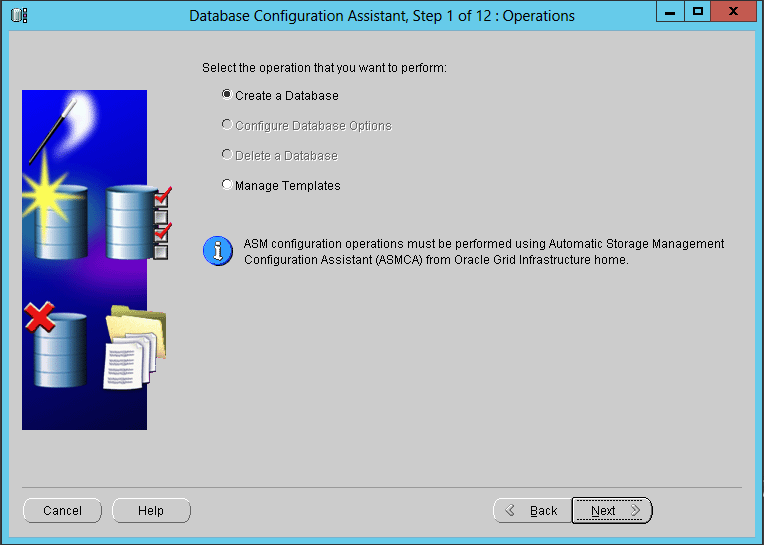 Database Configuration Assistant, Step 1 of 12 : Operations
Select the operation that you want to perform:
Create a Database
Configure Database Options
Delete a Database
Manage Templates
ASM configuration operations must be performed using Automatic Storage Management
Configuration Assistant (ASMCA) from Oracle Grid Infrastructure home.
Cancel
Help
Back
Next